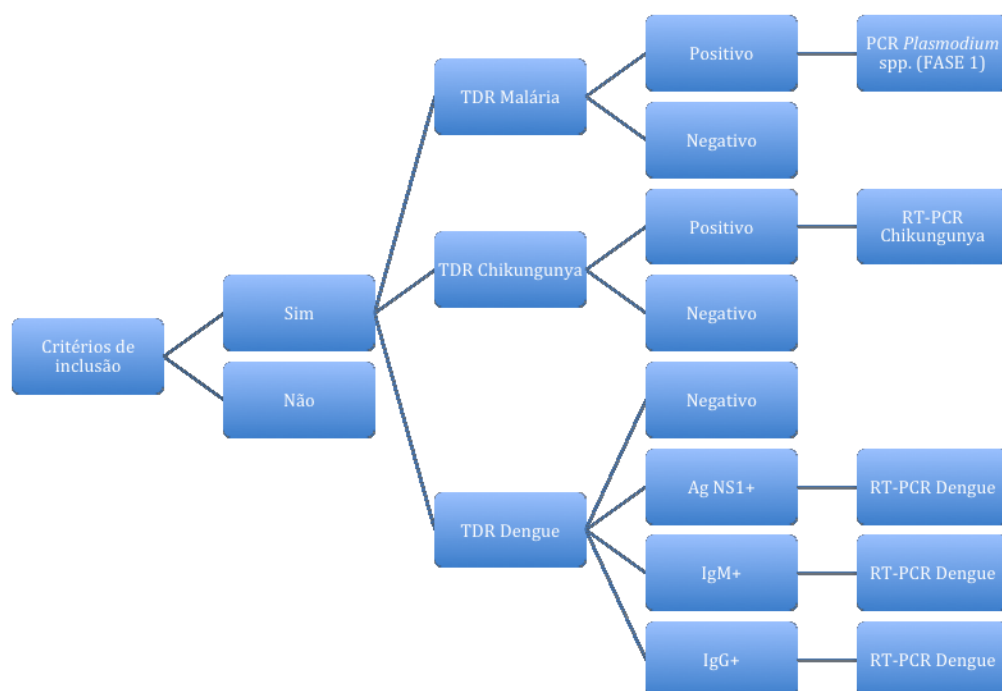 Critérios de
inclusão
Sim
Não
TDR Malária
TDR Chikungunya
TDR Dengue
Positivo
Negativo
Positivo
Negativo
Negativo
Ag NS1+
IgM+
IgG+
PCR Plasmodium
spp. (FASE 1)
RT-PCR
Chikungunya
RT-PCR Dengue
RT-PCR Dengue
RT-PCR Dengue